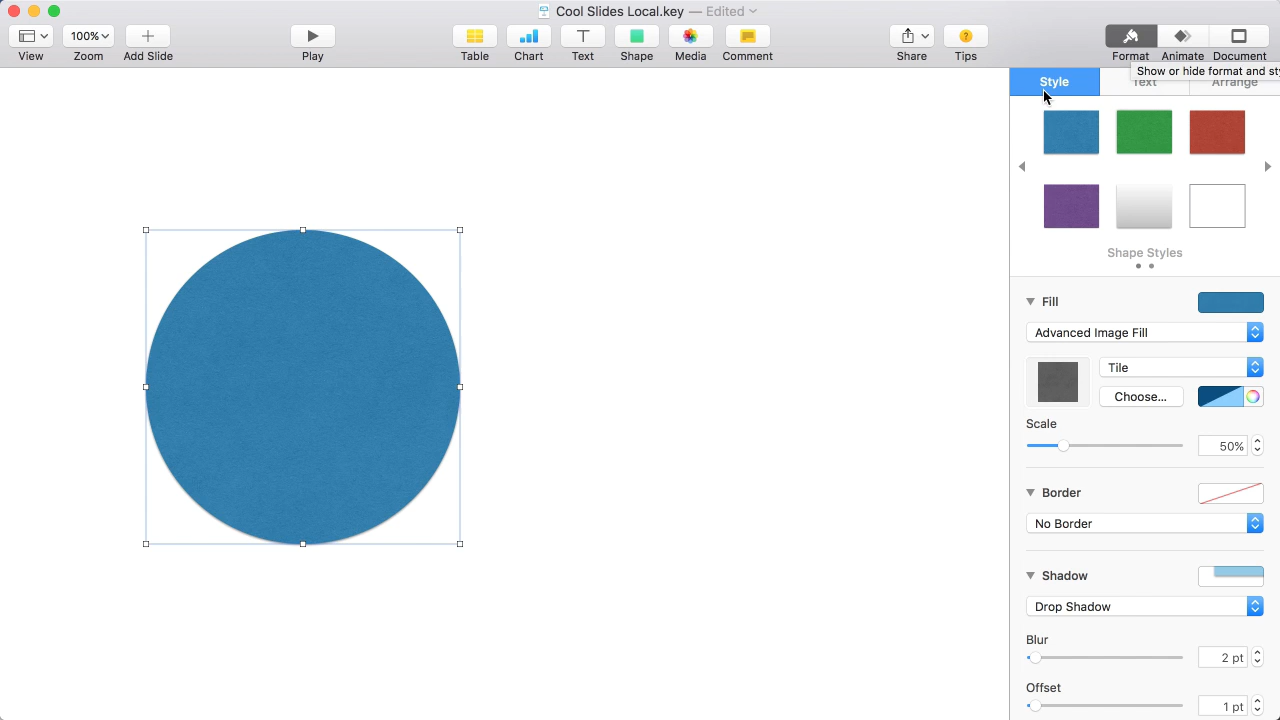 Cool Slides Local.key — Edited
100%
View Zoom Add Slide Play Table Chart Text Shape Media Comment Share Tips Format Animate Document
Show or hide format and sty
Style Text Arrange
Shape Styles
Fill
Advanced Image Fill
Tile
Choose...
Scale
50%
Border
No Border
Shadow
Drop Shadow
Blur
2 pt
Offset
1 pt